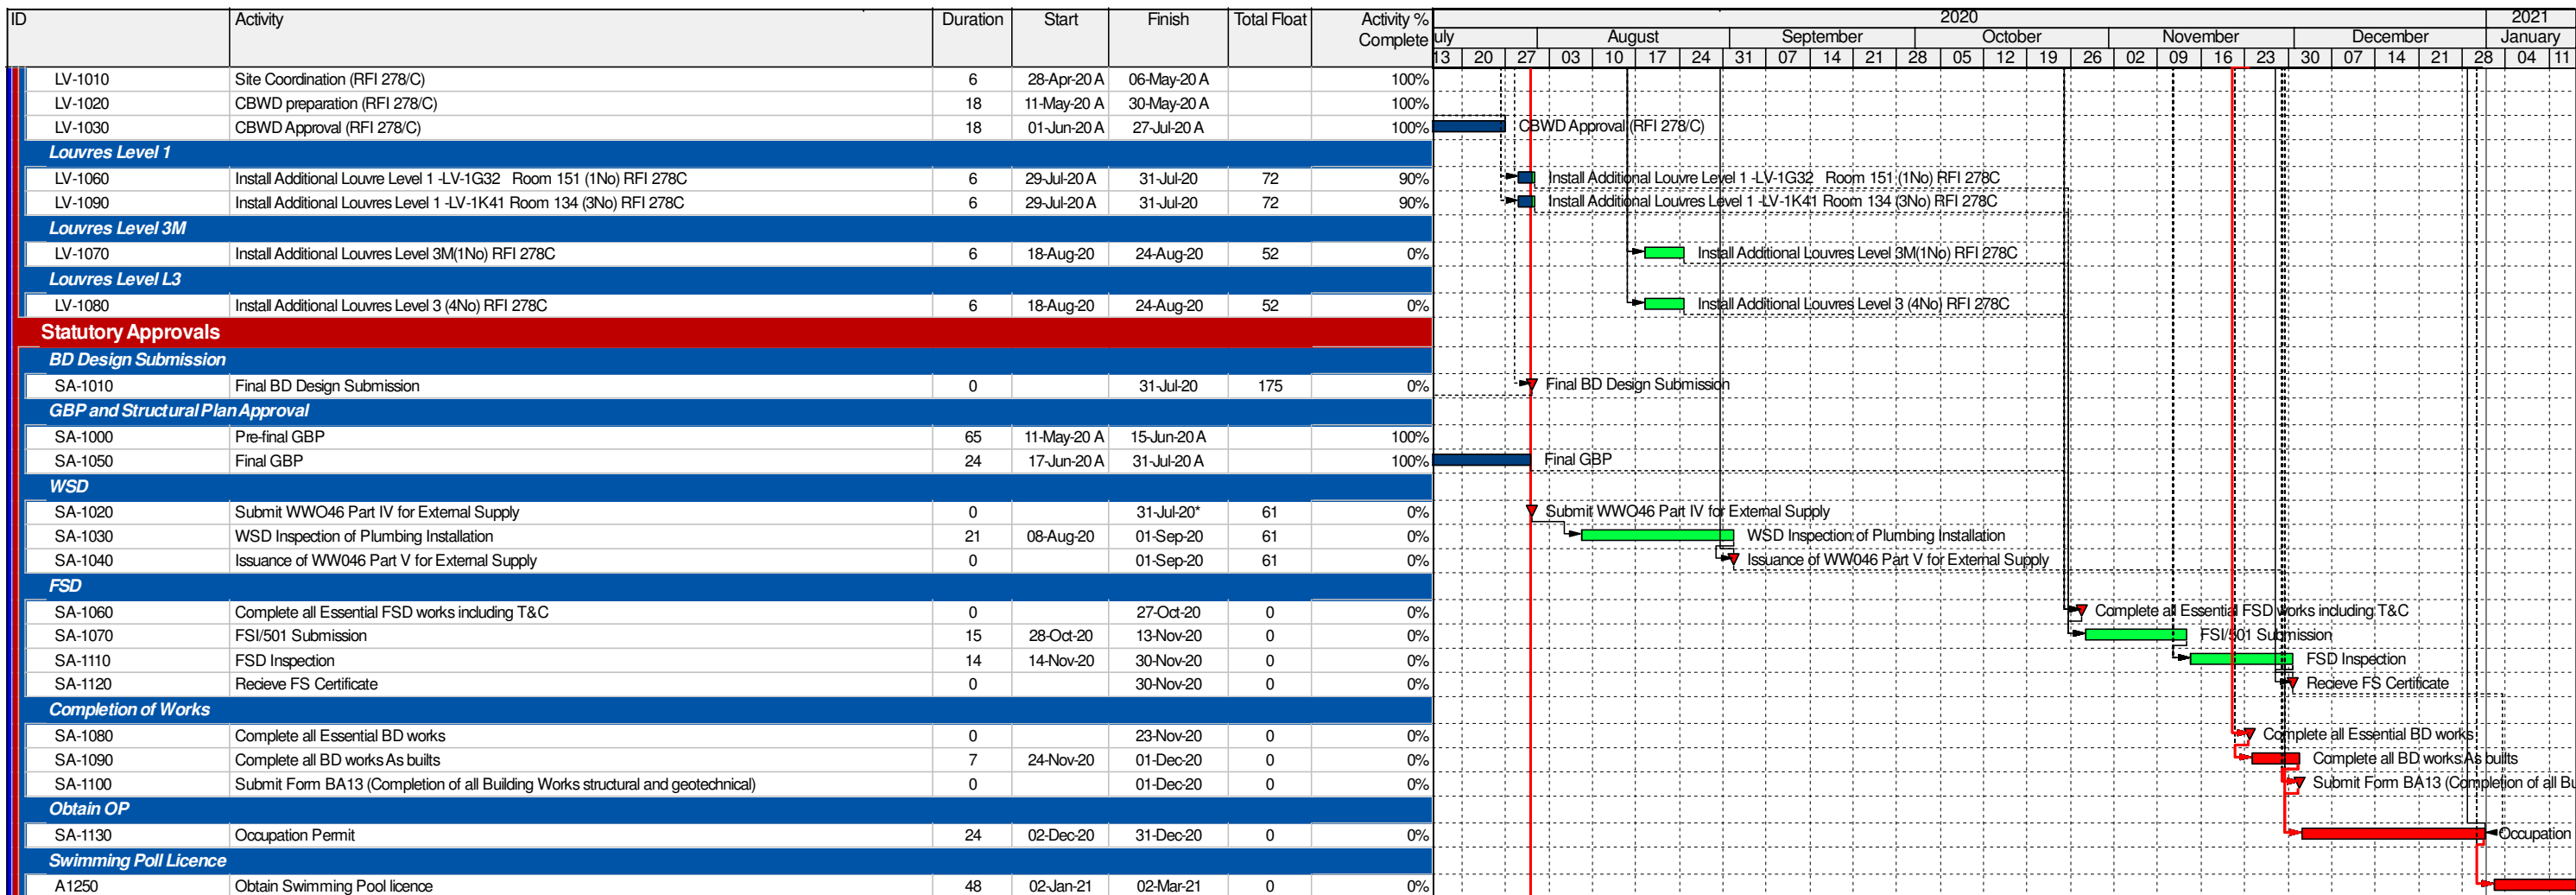 ID Activity Duration Start Finish Total Float Activity % Complete
2020 2021
uly August September October November December January
13 20 27 03 10 17 24 31 07 14 21 28 05 12 19 26 02 09 16 23 30 07 14 21 28 04 11
LV-1010 Site Coordination (RFI 278/C) 6 28-Apr-20 A 06-May-20 A 100%
LV-1020 CBWD preparation (RFI 278/C) 18 11-May-20 A 30-May-20 A 100%
LV-1030 CBWD Approval (RFI 278/C) 18 01-Jun-20 A 27-Jul-20 A 100% CBWD Approval (RFI 278/C)
Louvres Level 1
LV-1060 Install Additional Louvre Level 1 -LV-1G32 Room 151 (1No) RFI 278C 6 29-Jul-20 A 31-Jul-20 72 90% Install Additional Louvre Level 1 -LV-1G32 Room 151 (1No) RFI 278C
LV-1090 Install Additional Louvres Level 1 -LV-1K41 Room 134 (3No) RFI 278C 6 29-Jul-20 A 31-Jul-20 72 90% Install Additional Louvres Level 1 -LV-1K41 Room 134 (3No) RFI 278C
Louvres Level 3M
LV-1070 Install Additional Louvres Level 3M(1No) RFI 278C 6 18-Aug-20 24-Aug-20 52 0% Install Additional Louvres Level 3M(1No) RFI 278C
Louvres Level L3
LV-1080 Install Additional Louvres Level 3 (4No) RFI 278C 6 18-Aug-20 24-Aug-20 52 0% Install Additional Louvres Level 3 (4No) RFI 278C
Statutory Approvals
BD Design Submission
SA-1010 Final BD Design Submission 0 31-Jul-20 175 0% Final BD Design Submission
GBP and Structural Plan Approval
SA-1000 Pre-final GBP 65 11-May-20 A 15-Jun-20 A 100%
SA-1050 Final GBP 24 17-Jun-20 A 31-Jul-20 A 100% Final GBP
WSD
SA-1020 Submit WWO46 Part IV for External Supply 0 31-Jul-20* 61 0% Submit WWO46 Part IV for External Supply
SA-1030 WSD Inspection of Plumbing Installation 21 08-Aug-20 01-Sep-20 61 0% WSD Inspection of Plumbing Installation
SA-1040 Issuance of WW046 Part V for External Supply 0 01-Sep-20 61 0% Issuance of WW046 Part V for External Supply
FSD
SA-1060 Complete all Essential FSD works including T&C 0 27-Oct-20 0 0% Complete all Essential FSD works including T&C
SA-1070 FSI/501 Submission 15 28-Oct-20 13-Nov-20 0 0% FSI/501 Submission
SA-1110 FSD Inspection 14 14-Nov-20 30-Nov-20 0 0% FSD Inspection
SA-1120 Recieve FS Certificate 0 30-Nov-20 0 0% Recieve FS Certificate
Completion of Works
SA-1080 Complete all Essential BD works 0 23-Nov-20 0 0% Complete all Essential BD works
SA-1090 Complete all BD works As builts 7 24-Nov-20 01-Dec-20 0 0% Complete all BD works As builts
SA-1100 Submit Form BA13 (Completion of all Building Works structural and geotechnical) 0 01-Dec-20 0 0% Submit Form BA13 (Completion of all Bu
Obtain OP
SA-1130 Occupation Permit 24 02-Dec-20 31-Dec-20 0 0% Occupation
Swimming Poll Licence
A1250 Obtain Swimming Pool licence 48 02-Jan-21 02-Mar-21 0 0%